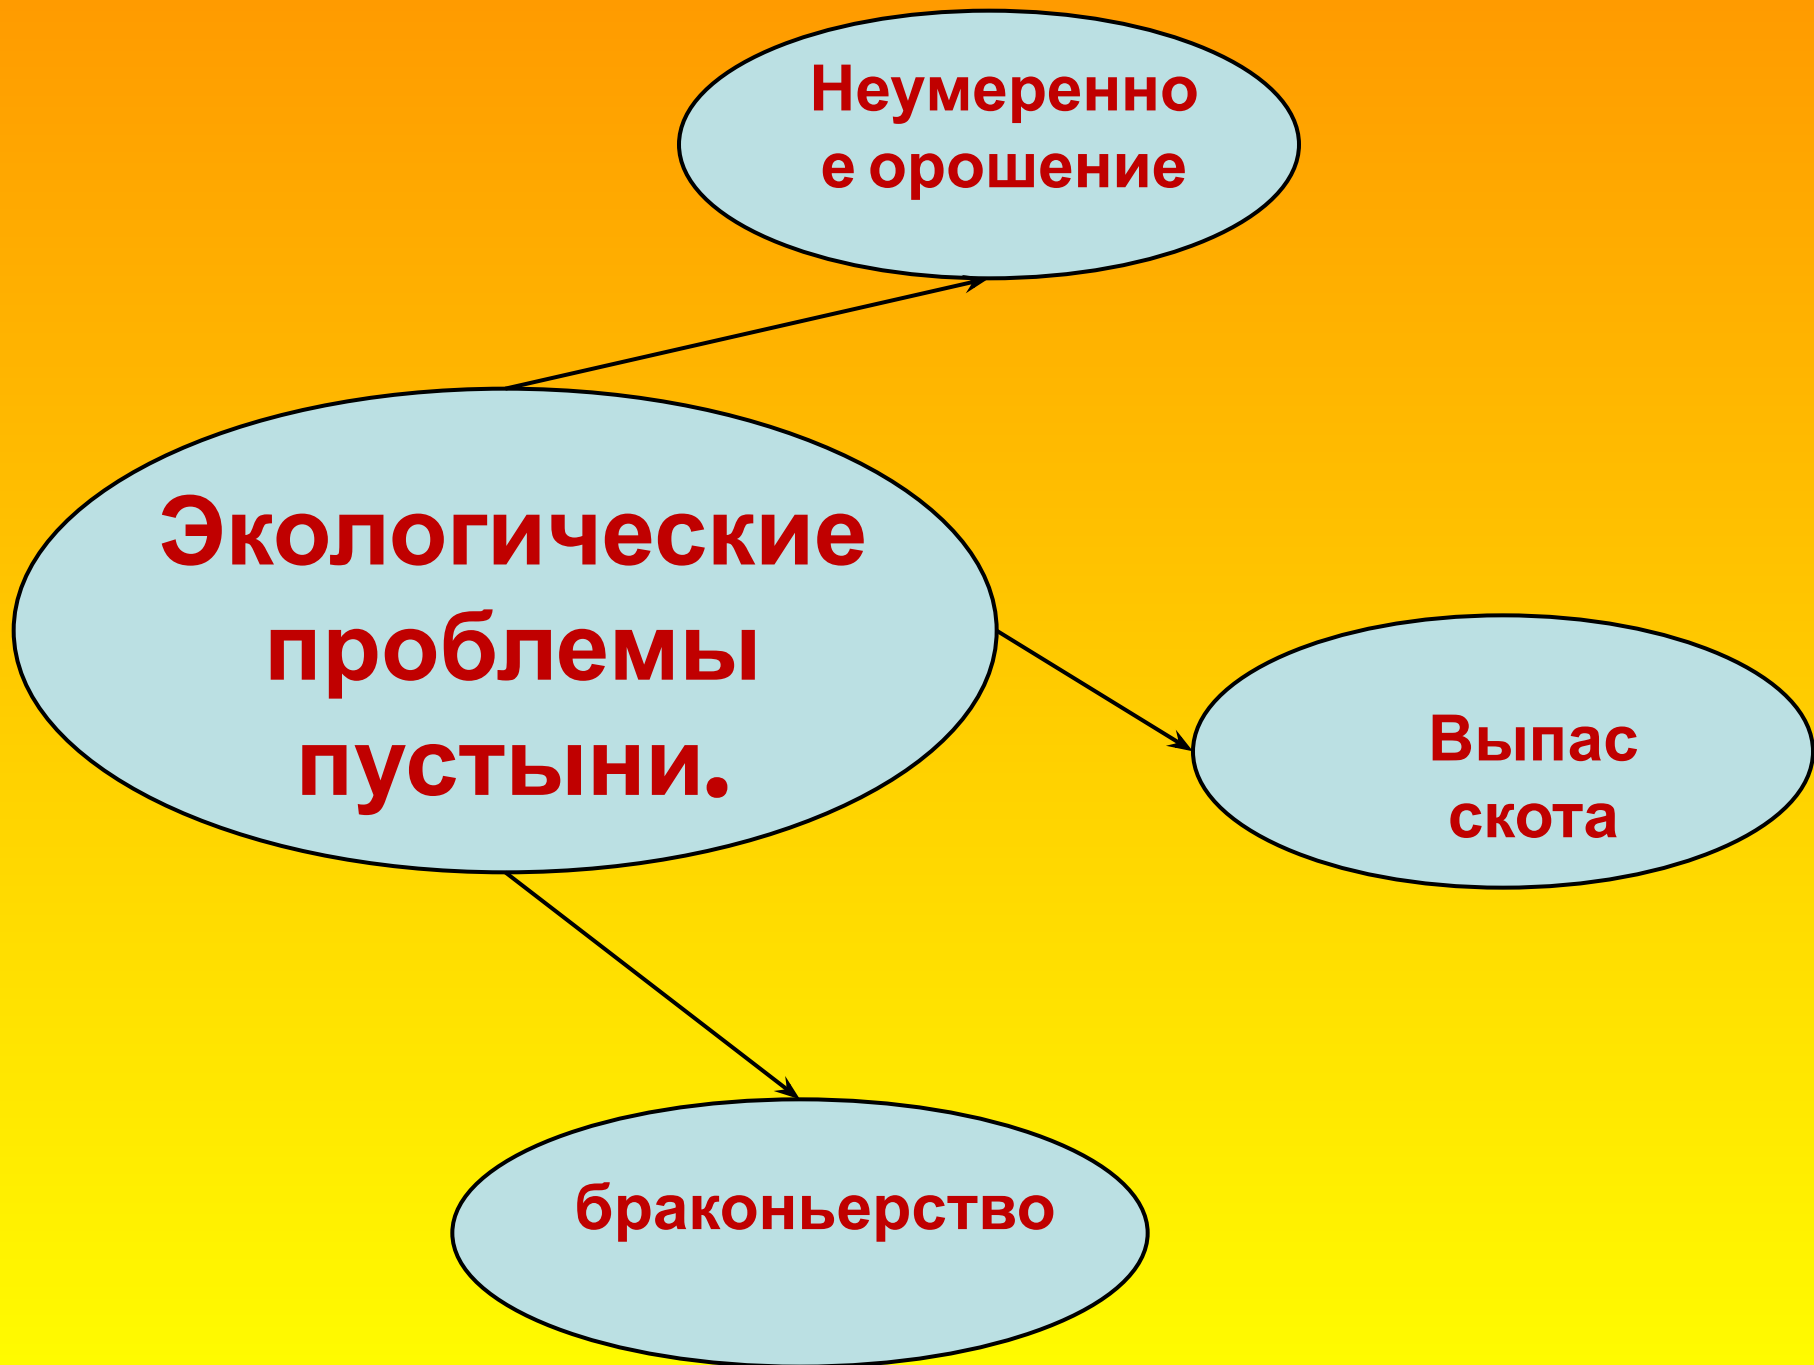 Неумеренно
е орошение
Экологические
проблемы
пустыни.
Выпас
скота
браконьерство